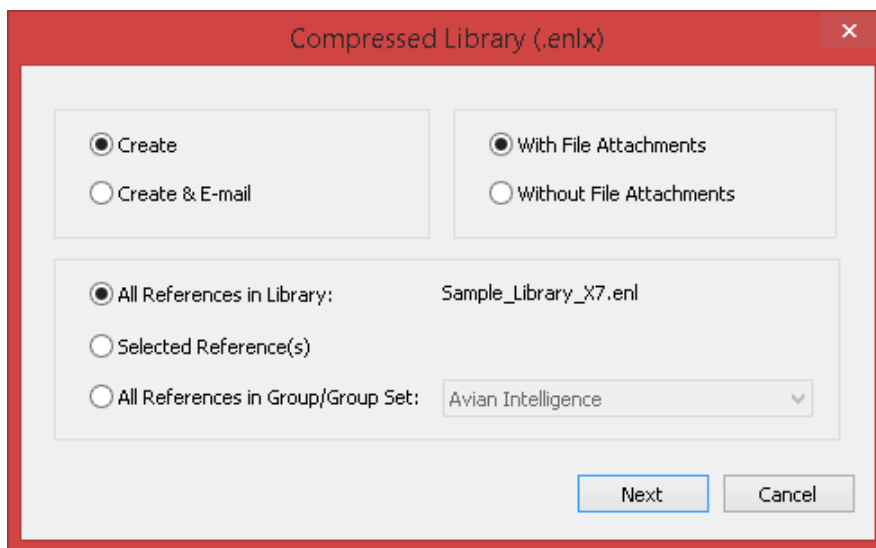 Compressed Library (.enlx)
Create
With File Attachments
Create & E-mail
Without File Attachments
All References in Library: Sample_Library_X7.enl
Selected Reference(s)
All References in Group/Group Set: Avian Intelligence
Next Cancel